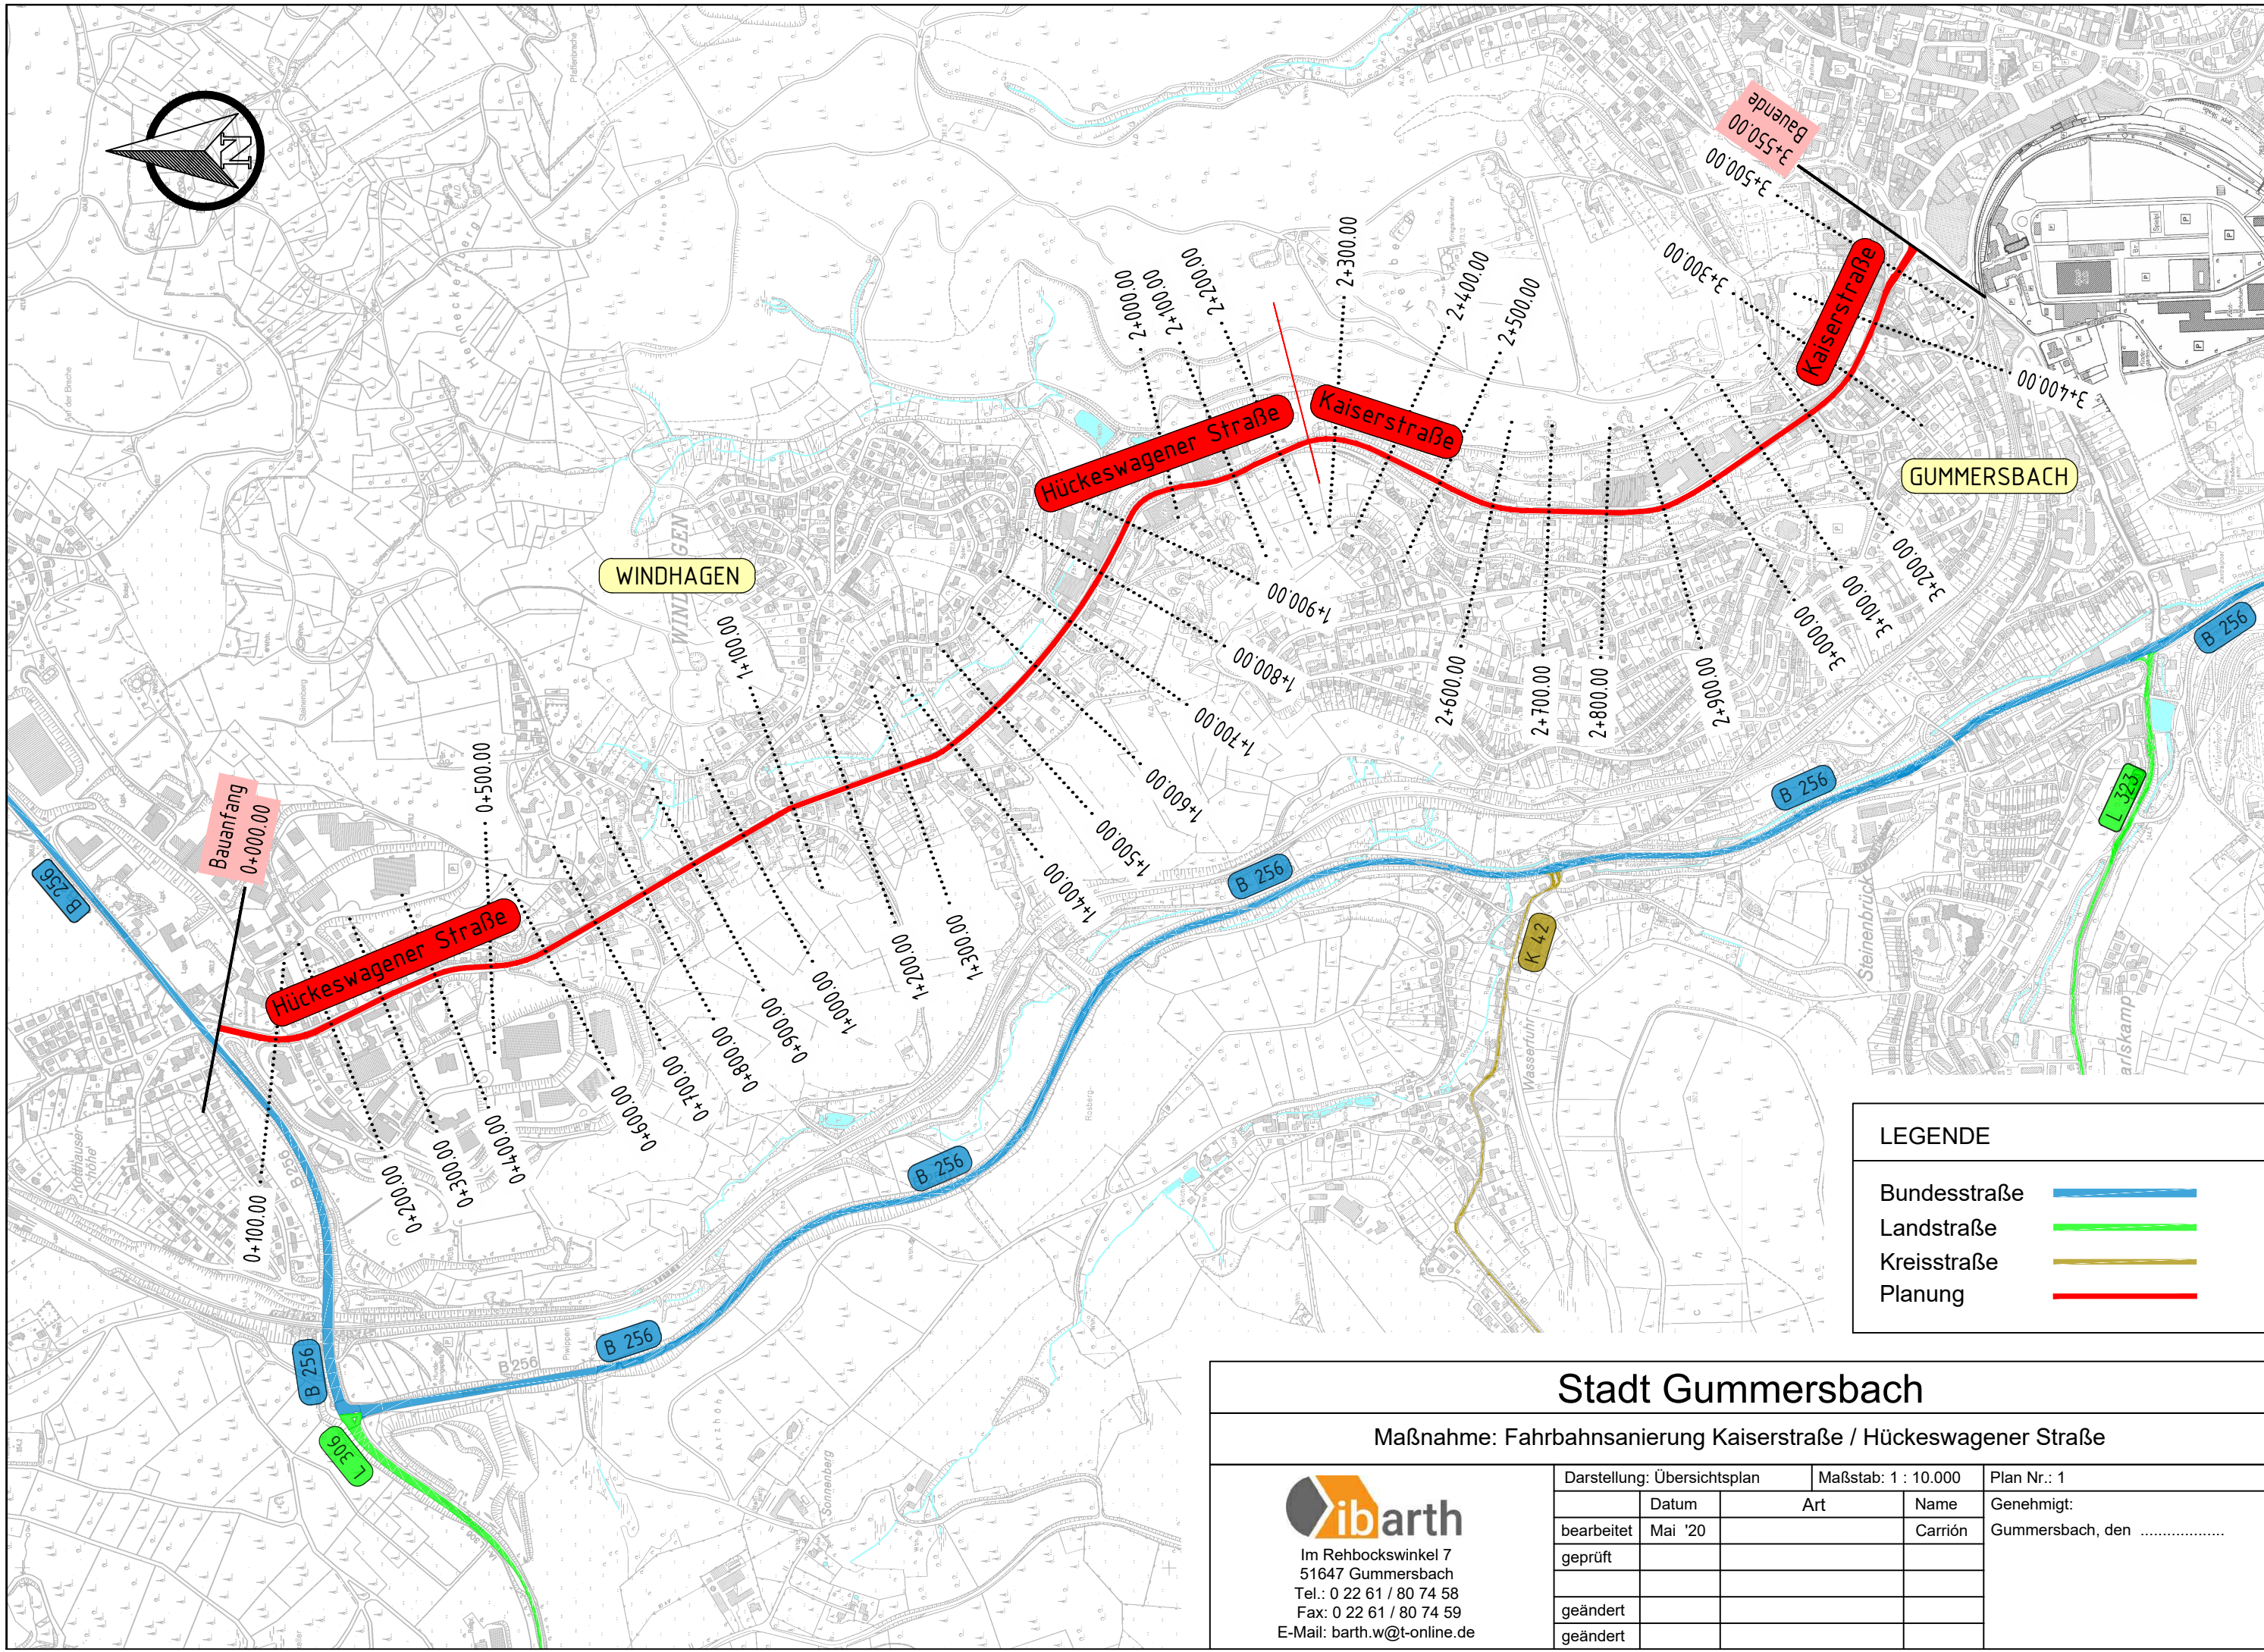 N
Bauende
3+550.00
3+500.00
3+300.00
Kaiserstraße
3+400.00
2+000.00
2+100.00
2+200.00
2+300.00
2+400.00
2+500.00
Hückeswagener Straße
Kaiserstraße
GUMMERSBACH
WINDHAGEN
WINDHAGEN
1+100.00
1+900.00
1+800.00
1+700.00
1+600.00
1+500.00
1+400.00
1+300.00
1+200.00
2+600.00
2+700.00
2+800.00
2+900.00
3+000.00
3+100.00
3+200.00
B 256
B 256
L 323
B 256
K 42
Wasserfuhr
Steinenbrück
Bauanfang
0+000.00
0+500.00
B 256
Hückeswagener Straße
0+100.00
0+200.00
0+300.00
0+400.00
0+600.00
0+700.00
0+800.00
0+900.00
1+000.00
Kotthauser
höhe
B 256
B 256
B 256
B 256
B 256
L 306
Sonnenberg
Arzhöhe
Rosberg
Piwitppen
LEGENDE
Bundesstraße
Landstraße
Kreisstraße
Planung
Stadt Gummersbach
Maßnahme: Fahrbahnsanierung Kaiserstraße / Hückeswagener Straße
ibarth
Im Rehbockswinkel 7
51647 Gummersbach
Tel.: 0 22 61 / 80 74 58
Fax: 0 22 61 / 80 74 59
E-Mail: barth.w@t-online.de
Darstellung: Übersichtsplan Maßstab: 1 : 10.000 Plan Nr.: 1
Datum Art Name Genehmigt:
bearbeitet Mai '20 Carrión Gummersbach, den ...................
geprüft
geändert
geändert